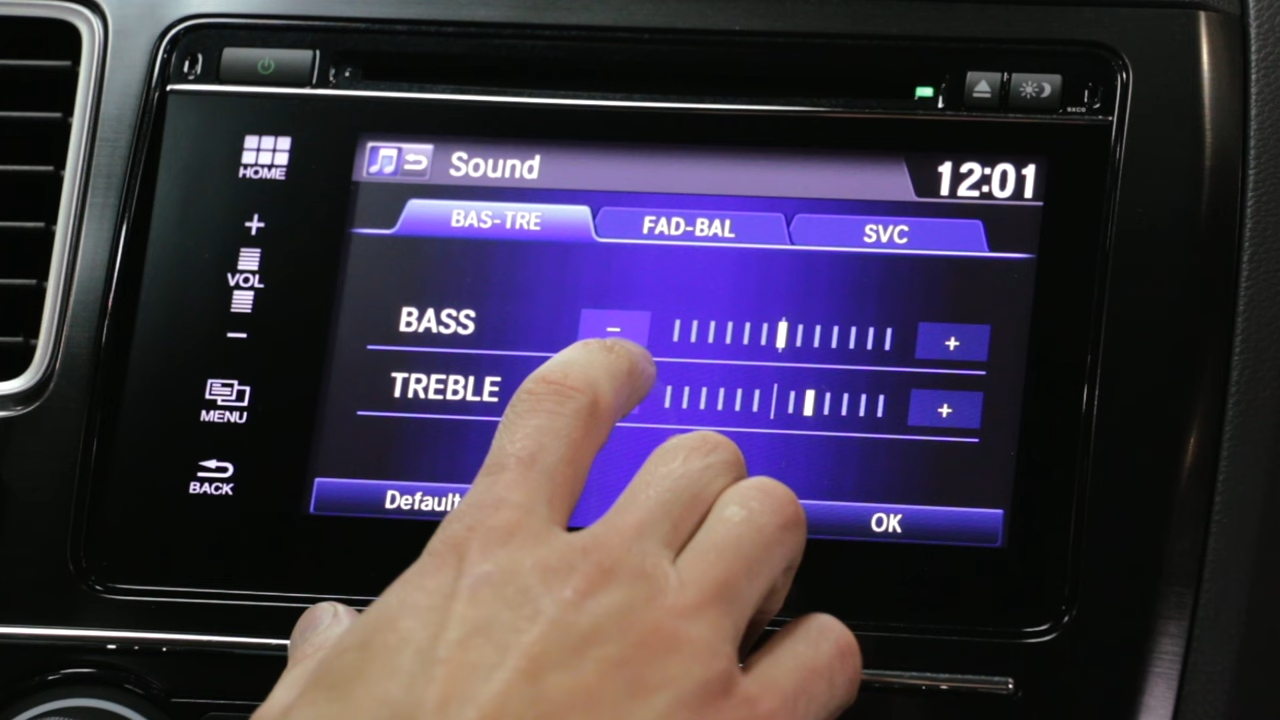 HOME
+
VOL
-
MENU
BACK
Sound
12:01
BAS-TRE
FAD-BAL
SVC
BASS
-
+
TREBLE
+
Default
OK